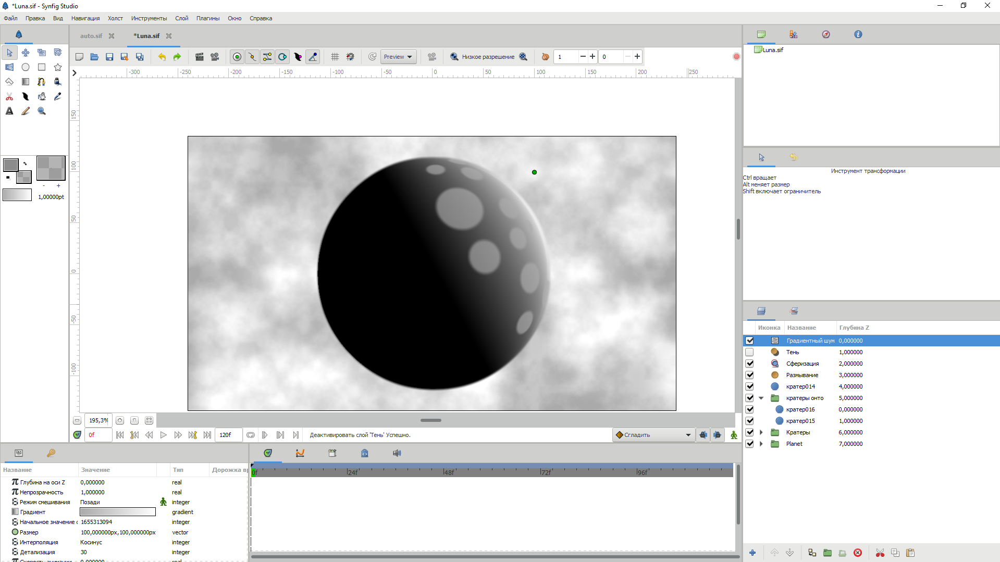 *Luna.sif - Synfig Studio
Файл Правка Вид Навигация Холст Инструменты Слой Плагины Окно Справка
auto.sif *Luna.sif
Preview Низкое разрешение 1 0
-300 -250 -200 -150 -100 -50 0 50 100 150 200 250
150
100
50
0
-50
-100
- +
1,00000pt
Luna.sif
Инструмент трансформации
Ctrl вращает
Alt меняет размер
Shift включает ограничитель
Иконка Название Глубина Z
Градиентный шум 0,000000
Тень 1,000000
Сферизация 2,000000
Размывание 3,000000
кратер014 4,000000
кратеры онто 5,000000
кратер016 0,000000
кратер015 1,000000
Кратеры 6,000000
Planet 7,000000
195,3%
0f 120f Деактивировать слой 'Тень' Успешно. Сгладить
Название Значение Тип Дорожка в
Глубина на оси Z 0,000000 real
Непрозрачность 1,000000 real
Режим смешивания Позади integer
Градиент gradient
Начальное значение 1655313094 integer
Размер 100,000000px,100,000000px vector
Интерполяция Косинус integer
Детализация 30 integer
0f 24f 48f 72f 96f